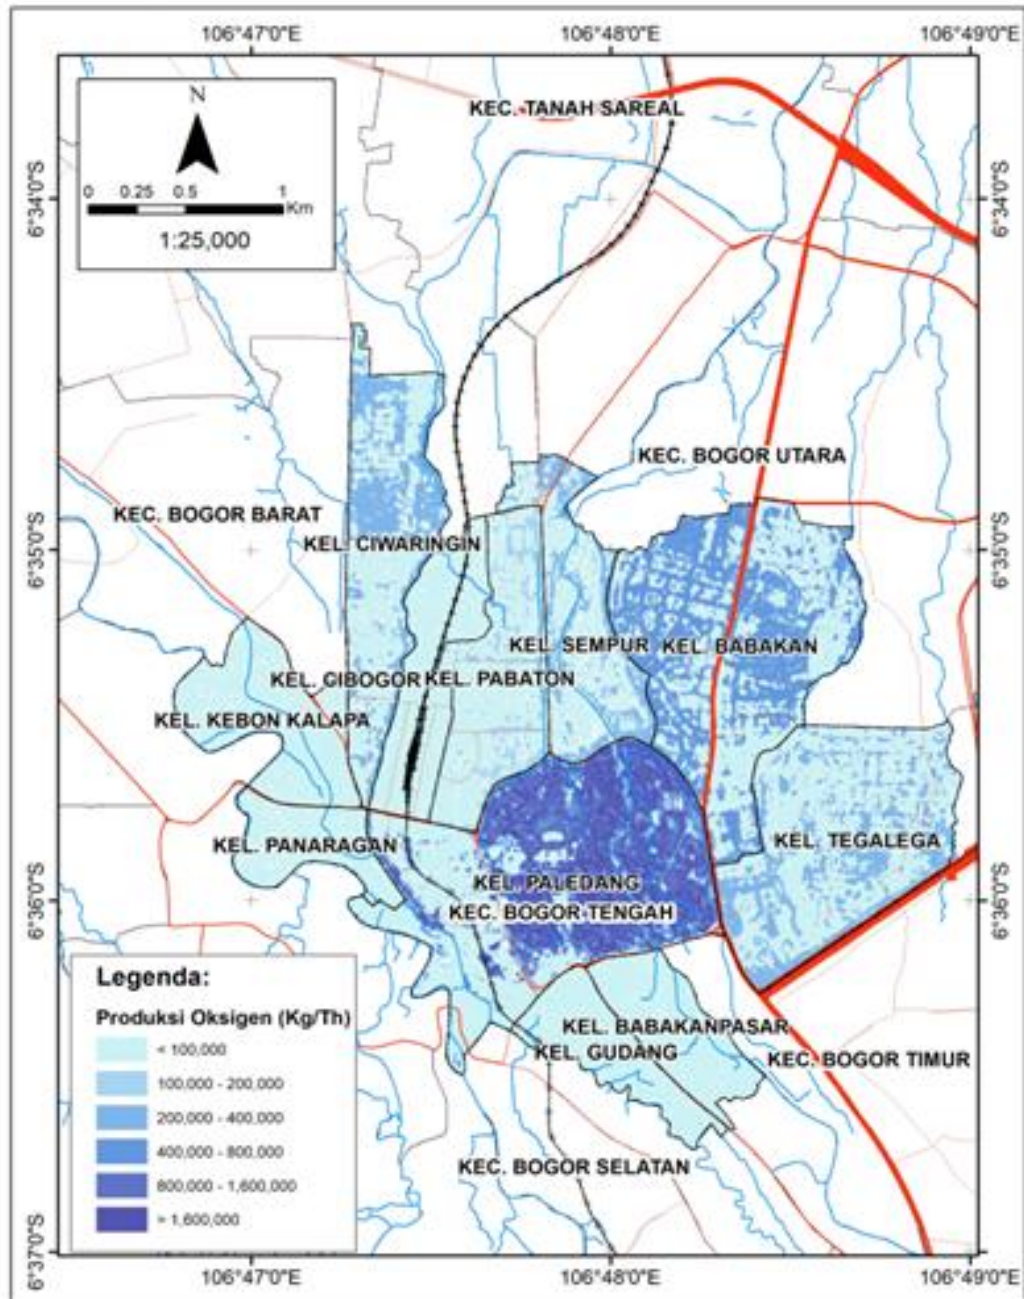 106°47'0"E 106°48'0"E 106°49'0"E
N
0 0.25 0.5 1
Km
1:25,000
KEC. TANAH SAREAL
6°34'0"S 6°34'0"S
KEC. BOGOR UTARA
KEC. BOGOR BARAT
KEL. CIWARINGIN
6°35'0"S 6°35'0"S
KEL. SEMPUR KEL. BABAKAN
KEL. CIBOGOR KEL. PABATON
KEL. KEBON KALAPA
KEL. PANARAGAN
KEL. TEGALEGA
KEL. PALEDANG
KEC. BOGOR TENGAH
6°36'0"S 6°36'0"S
Legenda:
Produksi Oksigen (Kg/Th)
< 100,000
100,000 - 200,000
200,000 - 400,000
400,000 - 800,000
800,000 - 1,600,000
> 1,600,000
KEL. BABAKANPASAR
KEL. GUDANG
KEC. BOGOR TIMUR
KEC. BOGOR SELATAN
6°37'0"S 6°37'0"S
106°47'0"E 106°48'0"E 106°49'0"E